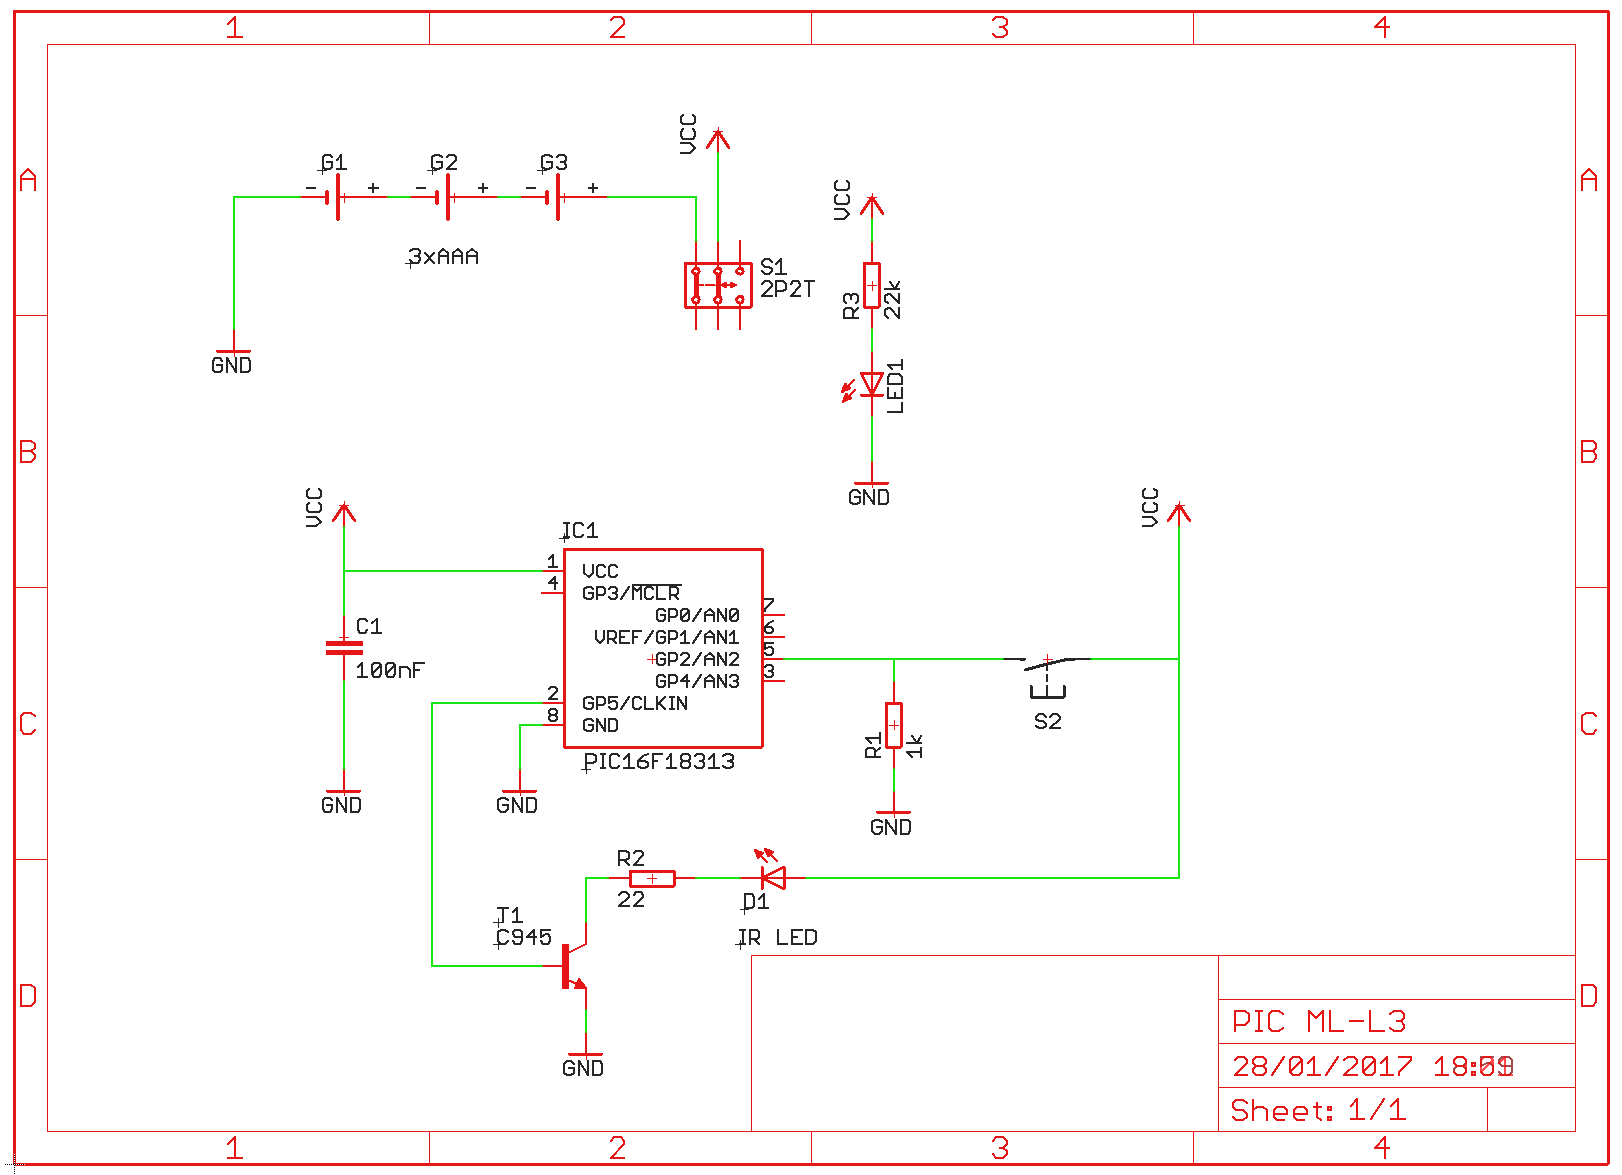 1 2 3 4
A A
VCC
G1 G2 G3
- + - + - +
VCC
3xAAA
S1
2P2T
R3
22k
GND
LED1
B B
GND
VCC
VCC
IC1
1 VCC
4 GP3/MCLR
GP0/AN0 7
VREF/GP1/AN1 6
GP2/AN2 5
GP4/AN3 3
2 GP5/CLKIN
8 GND
PIC16F18313
C1
100nF
S2
C C
R1
1k
GND
GND
GND
R2
22
D1
IR LED
T1
C945
D D
GND
PIC ML-L3
28/01/2017
Sheet: 1/1
1 2 3 4